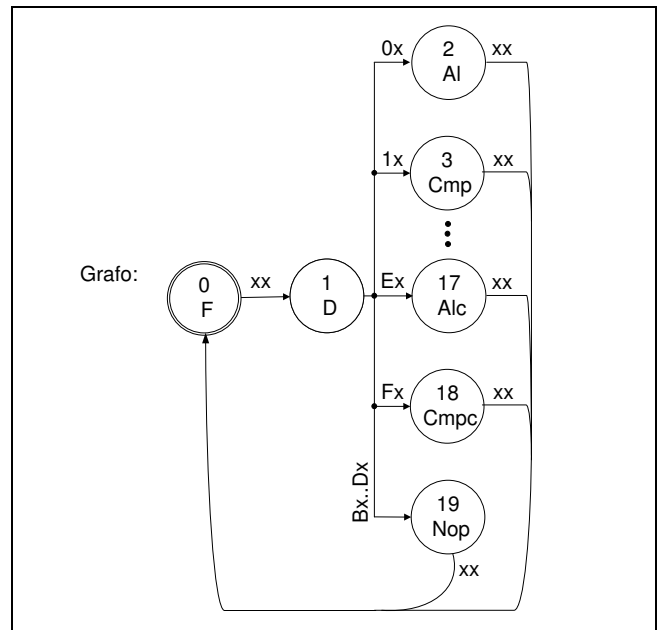 0x
2
Al
xx
1x
3
Cmp
xx
Grafo:
0
F
xx
1
D
Ex
17
Alc
xx
Fx
18
Cmpc
xx
Bx..Dx
19
Nop
xx